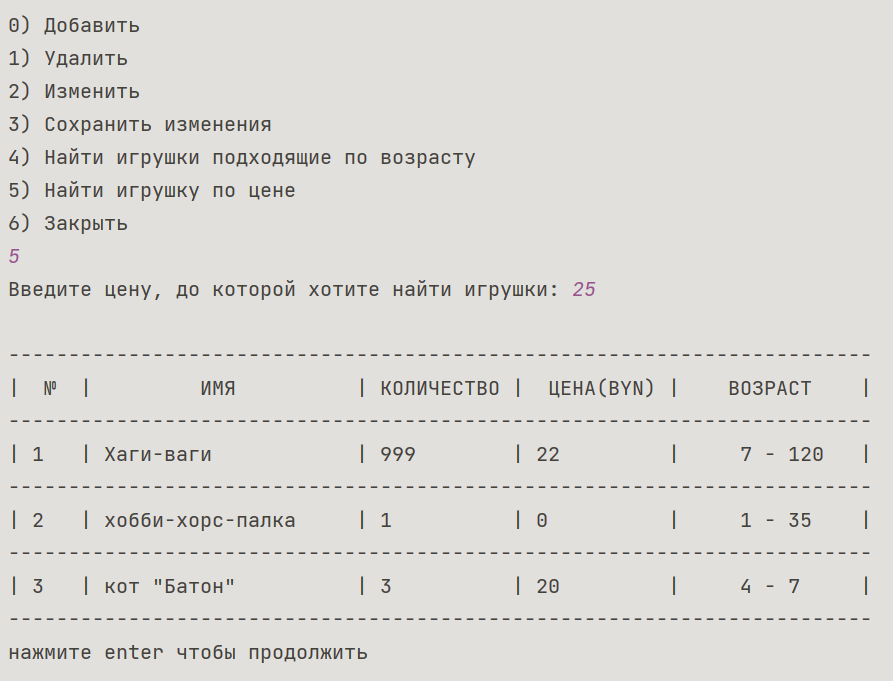 0) Добавить
1) Удалить
2) Изменить
3) Сохранить изменения
4) Найти игрушки подходящие по возрасту
5) Найти игрушку по цене
6) Закрыть
5
Введите цену, до которой хотите найти игрушки: 25
------------------------------------------------------------------------
|  №  |         ИМЯ          | КОЛИЧЕСТВО |  ЦЕНА(BYN) |    ВОЗРАСТ    |
------------------------------------------------------------------------
| 1   | Хаги-ваги            | 999        | 22         |     7 - 120   |
------------------------------------------------------------------------
| 2   | хобби-хорс-палка     | 1          | 0          |     1 - 35    |
------------------------------------------------------------------------
| 3   | кот "Батон"          | 3          | 20         |     4 - 7     |
------------------------------------------------------------------------
нажмите enter чтобы продолжить